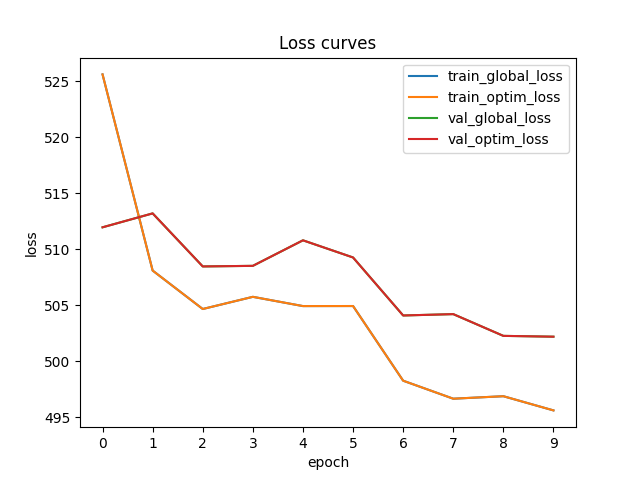 Loss curves
train_global_loss
train_optim_loss
val_global_loss
val_optim_loss
loss
525
520
515
510
505
500
495
0 1 2 3 4 5 6 7 8 9
epoch